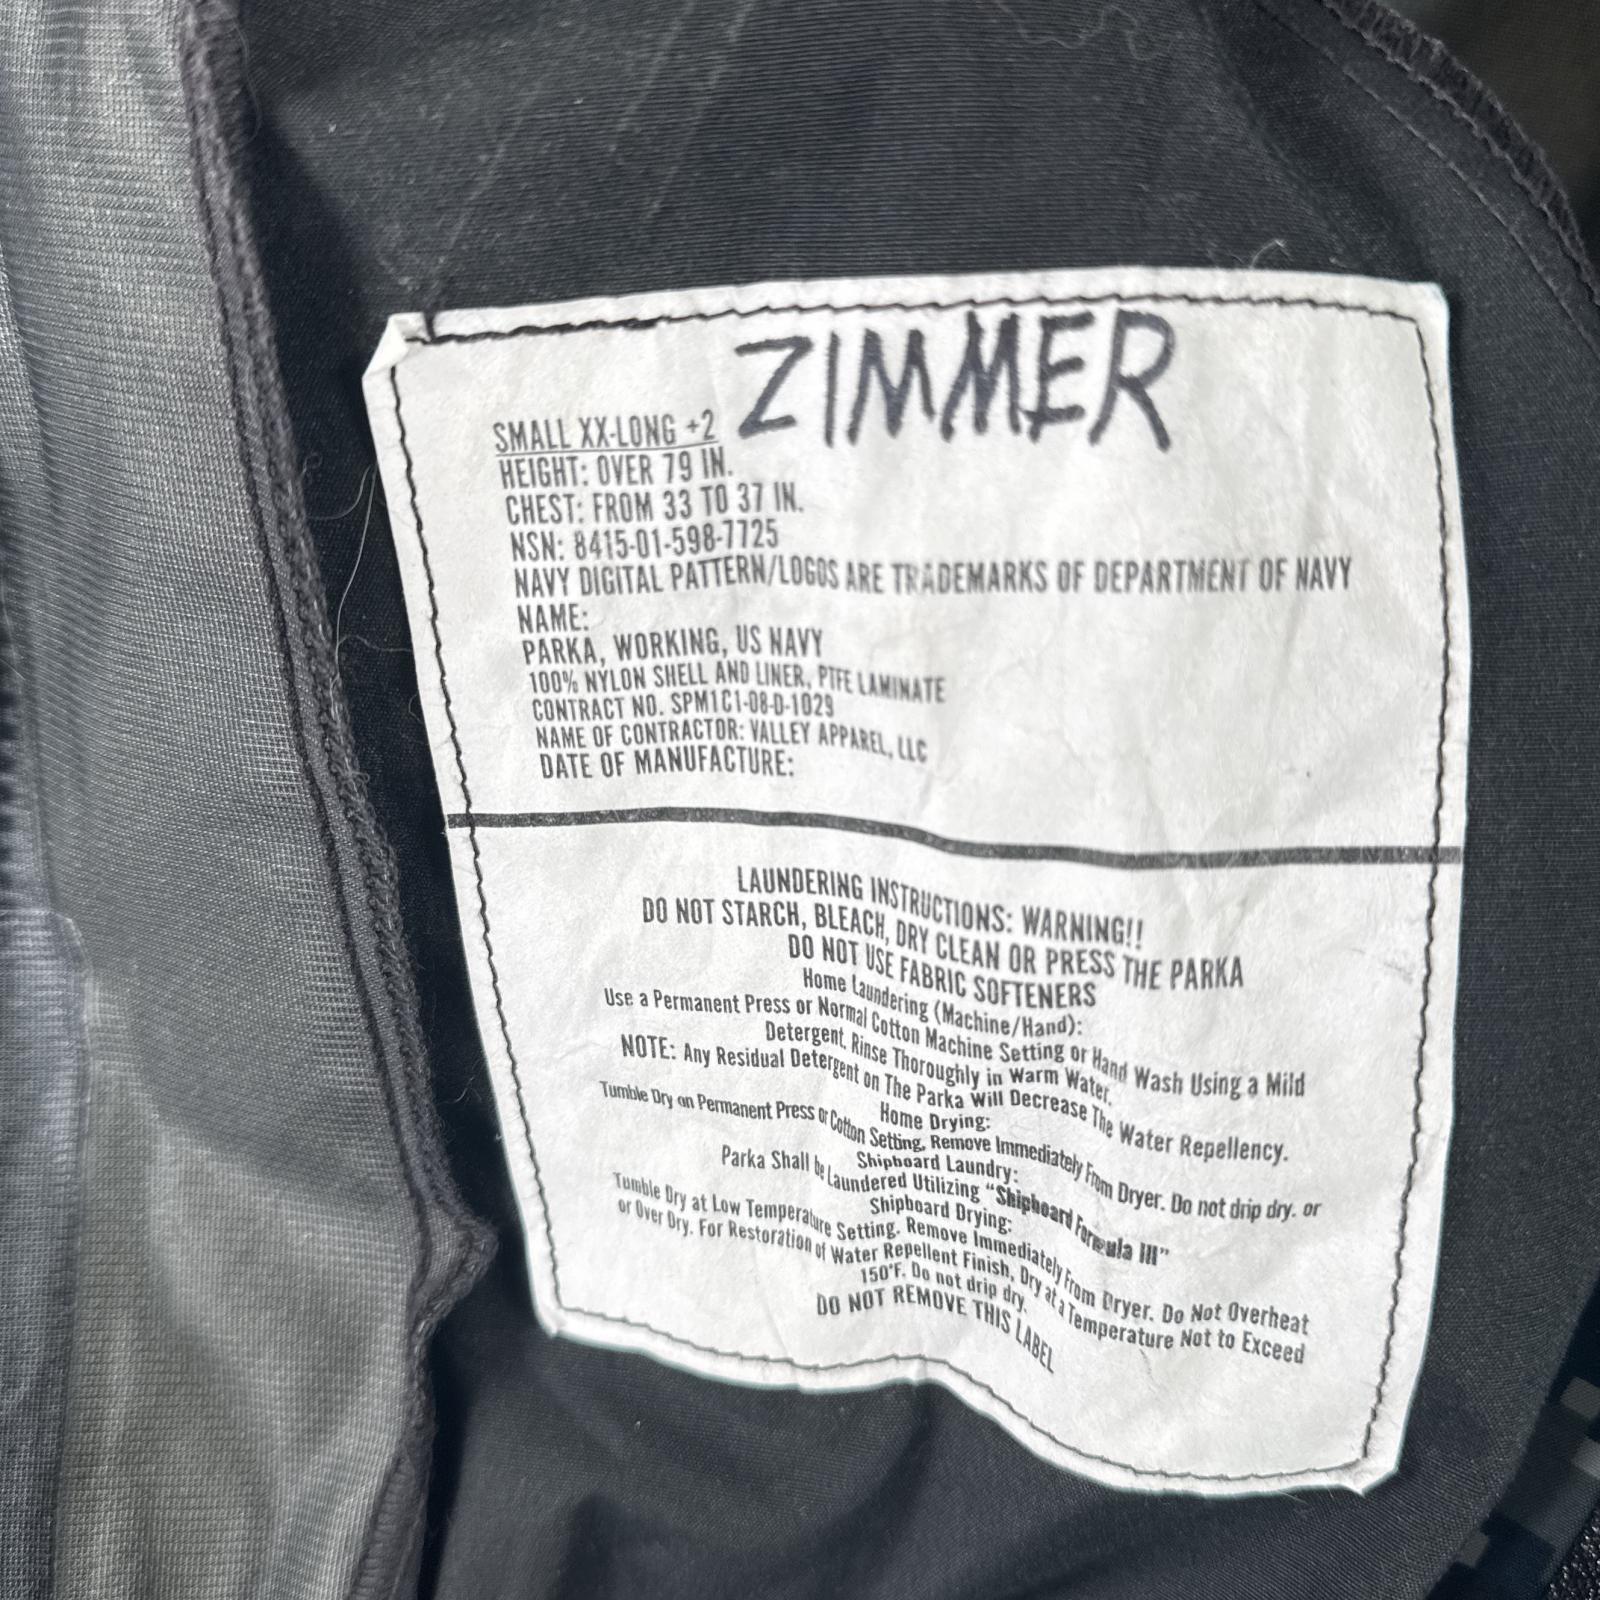 ZIMMER
SMALL XX-LONG +2
HEIGHT: OVER 79 IN.
CHEST: FROM 33 TO 37 IN.
NSN: 8415-01-598-7725
NAVY DIGITAL PATTERN/LOGOS ARE TRADEMARKS OF DEPARTMENT OF NAVY
NAME:
PARKA, WORKING, US NAVY
100% NYLON SHELL AND LINER, PTFE LAMINATE
CONTRACT NO. SPM1C1-08-D-1029
NAME OF CONTRACTOR: VALLEY APPAREL, LLC
DATE OF MANUFACTURE:
LAUNDERING INSTRUCTIONS: WARNING!!
DO NOT STARCH, BLEACH, DRY CLEAN OR PRESS THE PARKA
DO NOT USE FABRIC SOFTENERS
Home Laundering (Machine/Hand):
Use a Permanent Press or Normal Cotton Machine Setting or Hand Wash Using a Mild
Detergent. Rinse Thoroughly in Warm Water.
NOTE: Any Residual Detergent on The Parka Will Decrease The Water Repellency.
Home Drying:
Tumble Dry on Permanent Press or Cotton Setting. Remove Immediately From Dryer. Do not drip dry. or
Shipboard Laundry:
Parka Shall be Laundered Utilizing “Shipboard Formula III”
Shipboard Drying:
Tumble Dry at Low Temperature Setting. Remove Immediately From Dryer. Do Not Overheat
or Over Dry. For Restoration of Water Repellent Finish, Dry at a Temperature Not to Exceed
150°F. Do not drip dry.
DO NOT REMOVE THIS LABEL